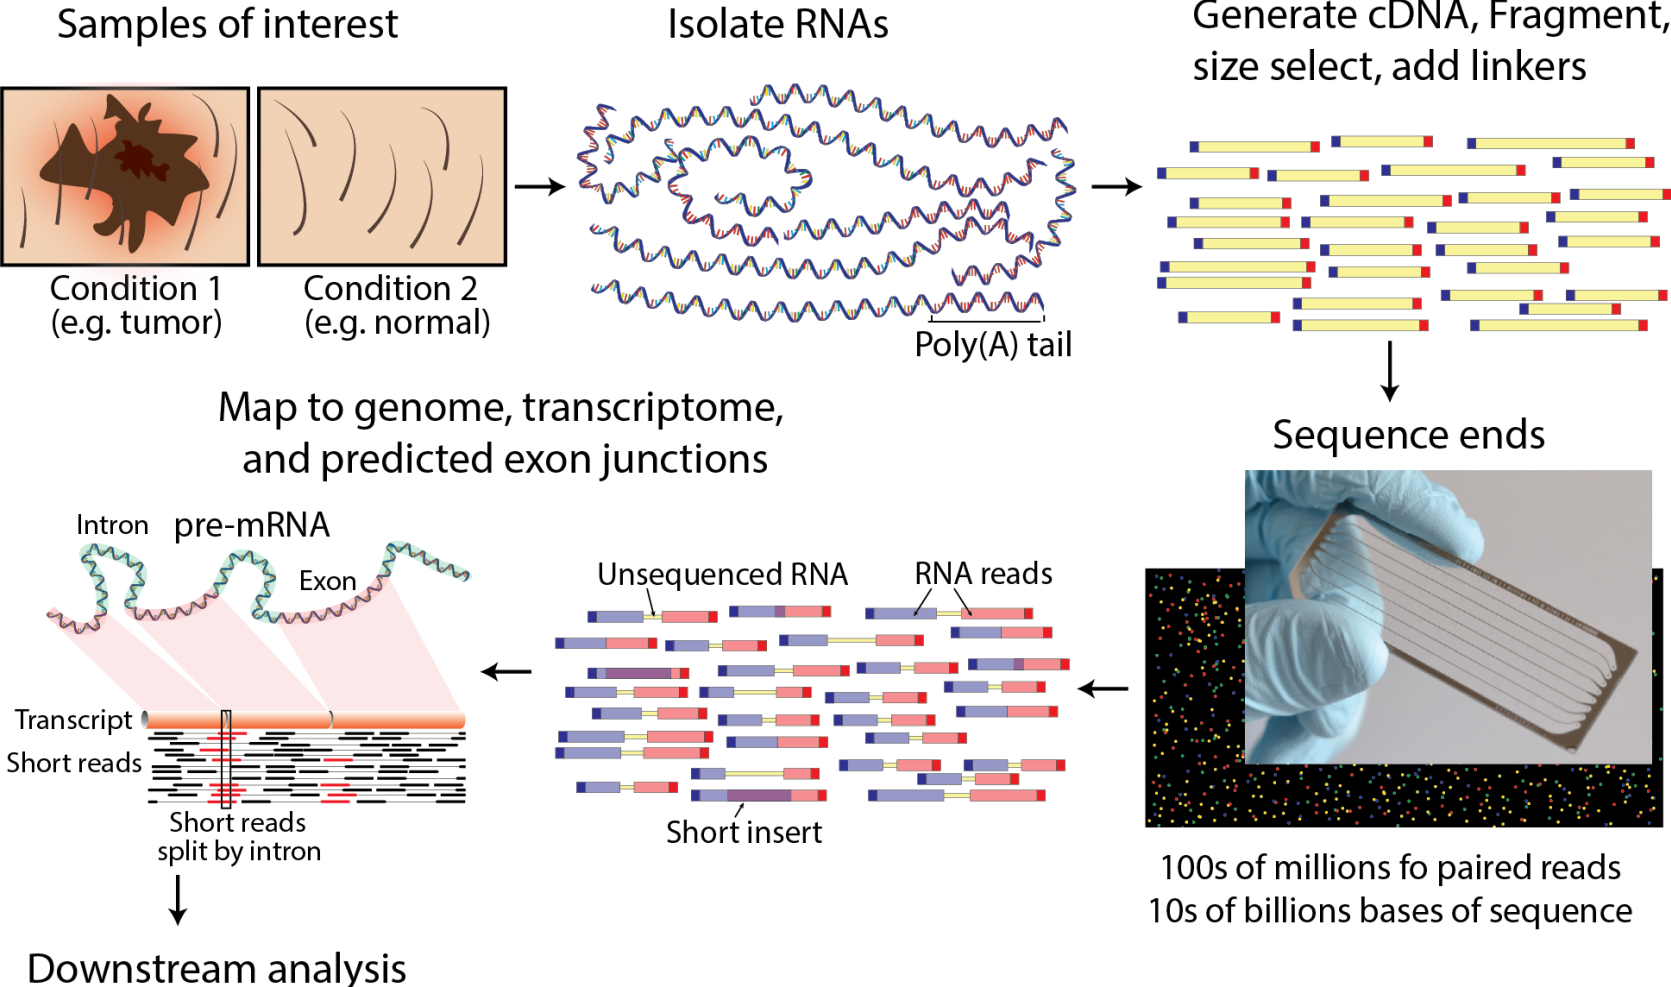 Samples of interest
Isolate RNAs
Generate cDNA, Fragment,
size select, add linkers
Condition 1
(e.g. tumor)
Condition 2
(e.g. normal)
Poly(A) tail
Sequence ends
100s of millions fo paired reads
10s of billions bases of sequence
Unsequenced RNA
RNA reads
Short insert
Map to genome, transcriptome,
and predicted exon junctions
Intron
pre-mRNA
Exon
Transcript
Short reads
Short reads
split by intron
Downstream analysis